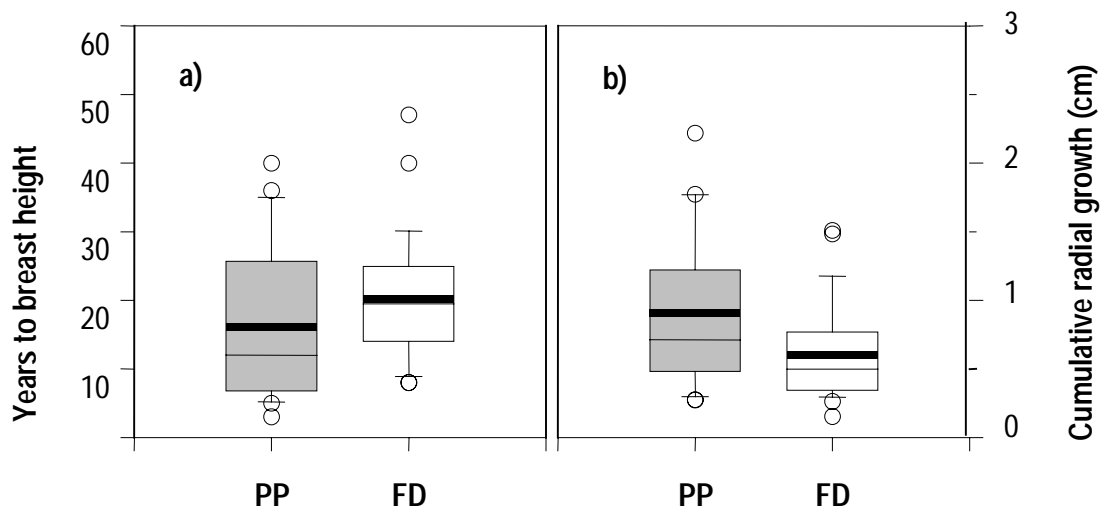 Years to breast height
60
50
40
30
20
10
a)
PP
FD
b)
PP
FD
3
2
1
0
Cumulative radial growth (cm)